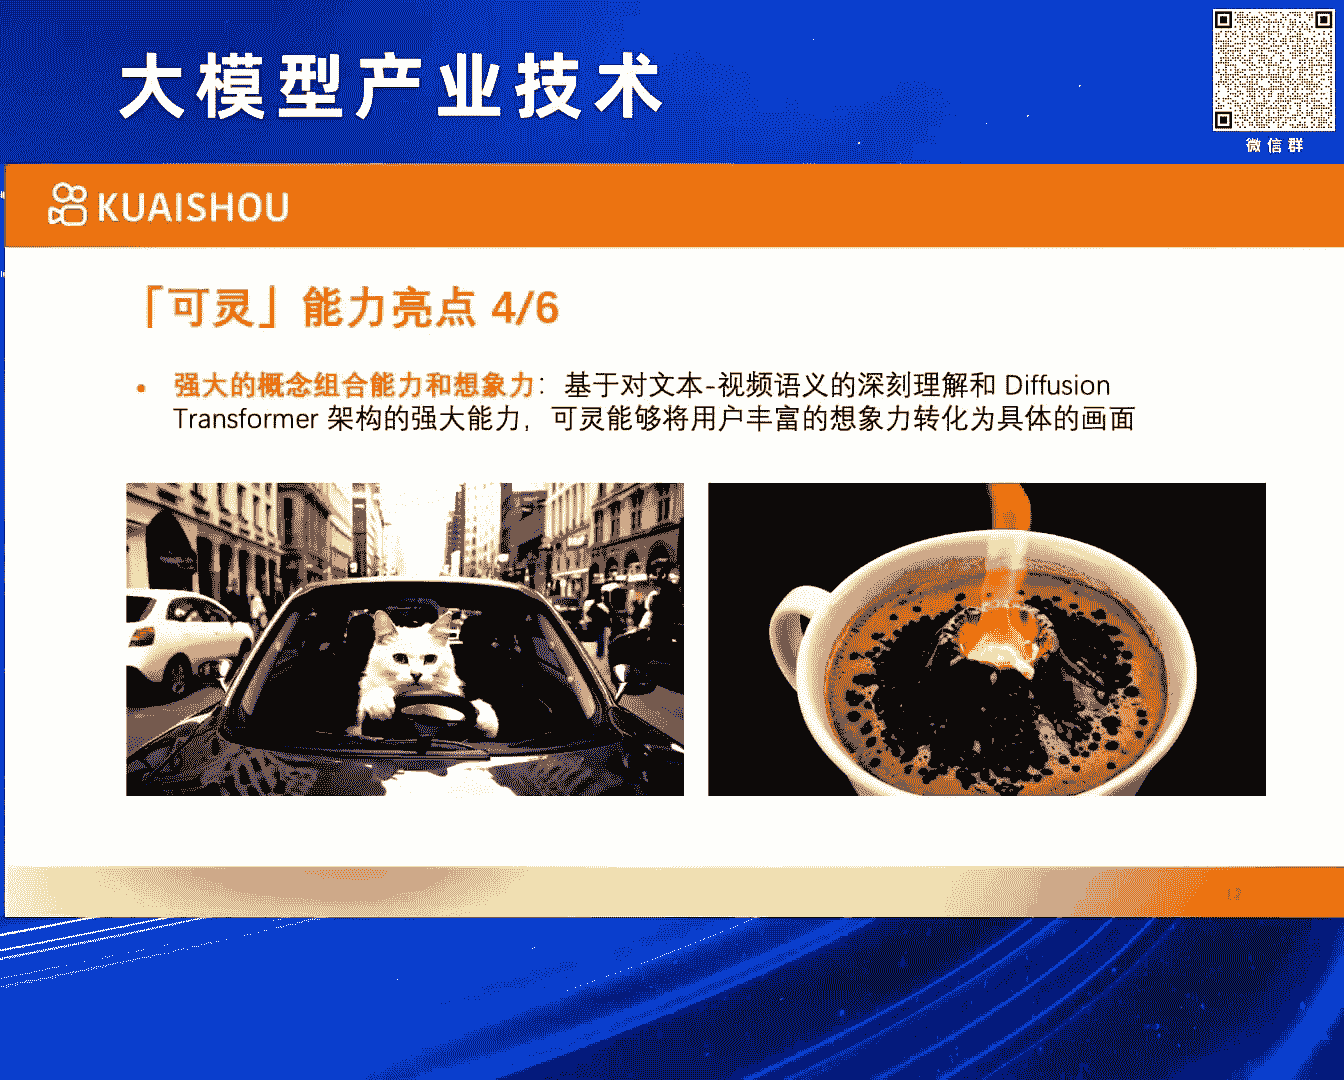 大模型产业技术
微信群
KUAISHOU
「可灵」能力亮点 4/6
• 强大的概念组合能力和想象力：基于对文本-视频语义的深刻理解和 Diffusion
Transformer 架构的强大能力，可灵能够将用户丰富的想象力转化为具体的画面